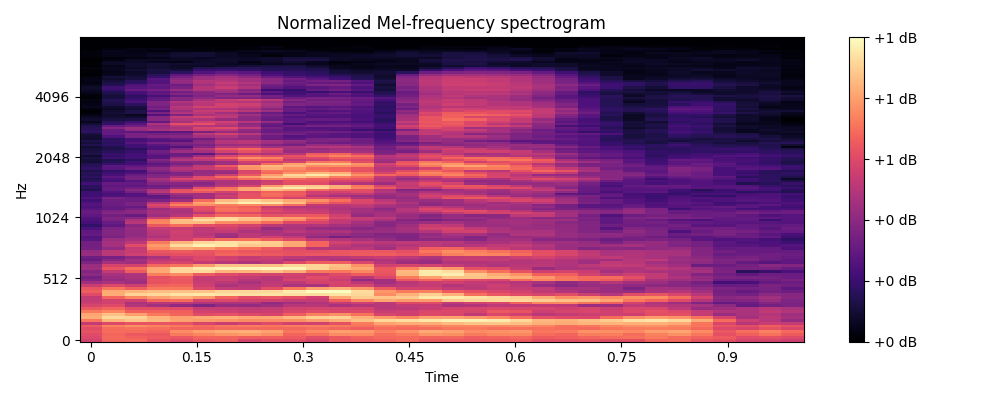 Normalized Mel-frequency spectrogram
+1 dB
4096
+1 dB
2048
+1 dB
Hz
1024
+0 dB
512
+0 dB
0
+0 dB
0 0.15 0.3 0.45 0.6 0.75 0.9
Time